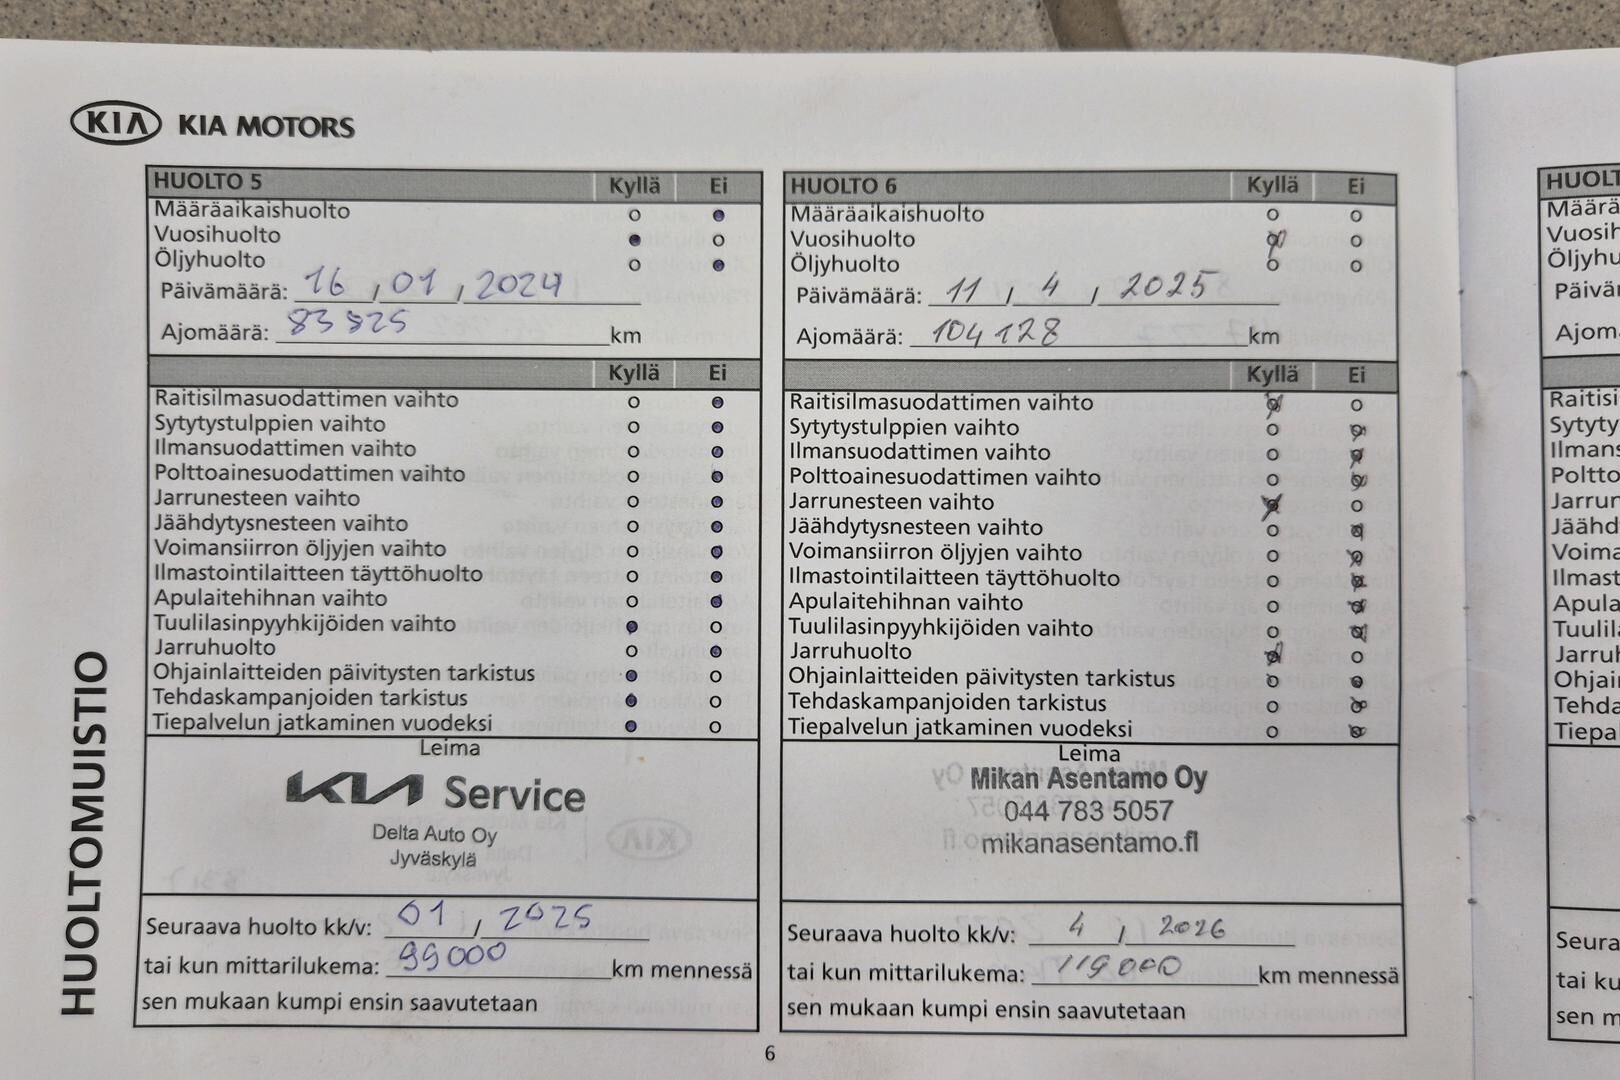 KIA KIA MOTORS
HUOLTOMUISTIO
HUOLTO 5 Kyllä Ei
Määräaikaishuolto
Vuosihuolto
Öljyhuolto
Päivämäärä: 16 / 01 / 2024
Ajomäärä: 83 825 km
Kyllä Ei
Raitisilmasuodattimen vaihto
Sytytystulppien vaihto
Ilmansuodattimen vaihto
Polttoainesuodattimen vaihto
Jarrunesteen vaihto
Jäähdytysnesteen vaihto
Voimansiirron öljyjen vaihto
Ilmastointilaitteen täyttöhuolto
Apulaitehihnan vaihto
Tuulilasinpyyhkijöiden vaihto
Jarruhuolto
Ohjainlaitteiden päivitysten tarkistus
Tehdaskampanjoiden tarkistus
Tiepalvelun jatkaminen vuodeksi
Leima
KIA Service
Delta Auto Oy
Jyväskylä
Seuraava huolto kk/v: 01 / 2025
tai kun mittarilukema: 99000 km mennessä
sen mukaan kumpi ensin saavutetaan
HUOLTO 6 Kyllä Ei
Määräaikaishuolto
Vuosihuolto
Öljyhuolto
Päivämäärä: 11 / 4 / 2025
Ajomäärä: 104 128 km
Kyllä Ei
Raitisilmasuodattimen vaihto
Sytytystulppien vaihto
Ilmansuodattimen vaihto
Polttoainesuodattimen vaihto
Jarrunesteen vaihto
Jäähdytysnesteen vaihto
Voimansiirron öljyjen vaihto
Ilmastointilaitteen täyttöhuolto
Apulaitehihnan vaihto
Tuulilasinpyyhkijöiden vaihto
Jarruhuolto
Ohjainlaitteiden päivitysten tarkistus
Tehdaskampanjoiden tarkistus
Tiepalvelun jatkaminen vuodeksi
Leima
Mikan Asentamo Oy
044 783 5057
mikanasentamo.fi
Seuraava huolto kk/v: 4 / 2026
tai kun mittarilukema: 119000 km mennessä
sen mukaan kumpi ensin saavutetaan
6